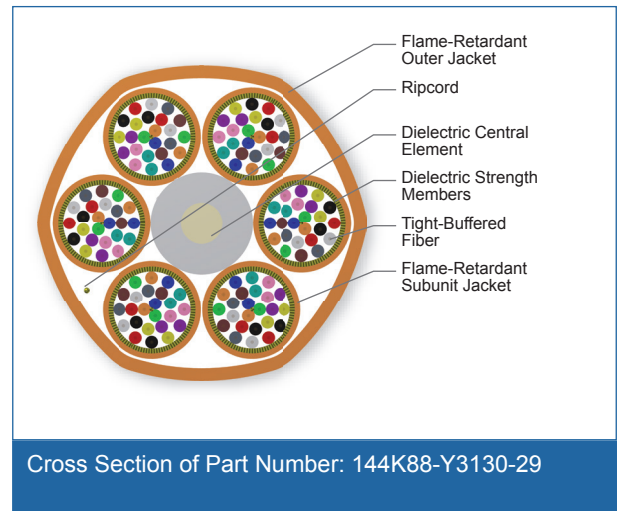 Flame-Retardant
Outer Jacket
Ripcord
Dielectric Central
Element
Dielectric Strength
Members
Tight-Buffered
Fiber
Flame-Retardant
Subunit Jacket
Cross Section of Part Number: 144K88-Y3130-29